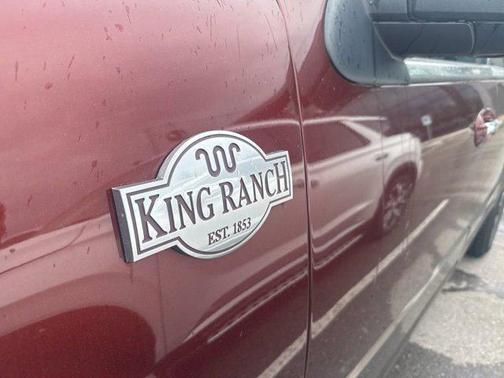 KING RANCH
EST. 1853